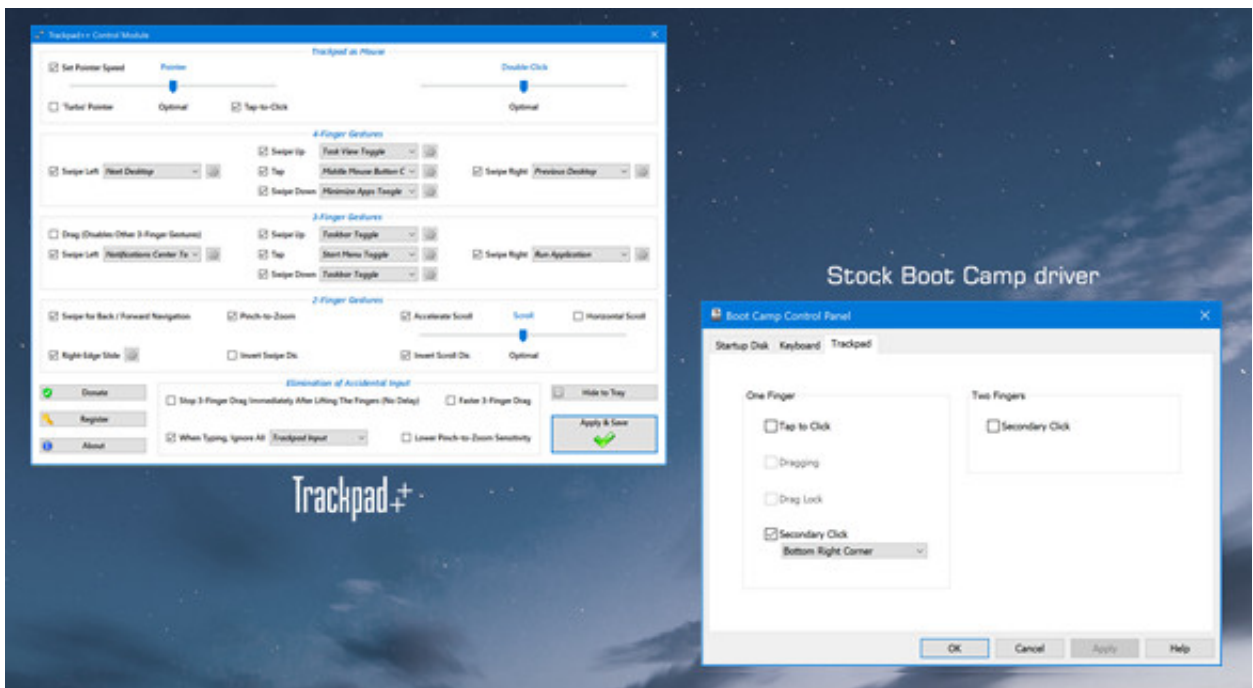 Trackpad++ Control Module
Trackpad as Mouse
Set Pointer Speed Pointer Double-Click
'Turbo' Pointer Optimal Tap-to-Click Optimal
4-Finger Gestures
Swipe Up Task View Toggle
Swipe Left Next Desktop Tap Middle Mouse Button C Swipe Right Previous Desktop
Swipe Down Minimize Apps Toogle
3-Finger Gestures
Drag (Disables Other 3-Finger Gestures) Swipe Up Taskbar Toggle
Swipe Left Notifications Center To Tap Start Menu Toggle Swipe Right Run Application
Swipe Down Taskbar Toggle
2-Finger Gestures
Swipe for Back / Forward Navigation Pinch-to-Zoom Accelerate Scroll Scroll Horizontal Scroll
Right-Edge Slide Invert Swipe Dir. Invert Scroll Dir. Optimal
Elimination of Accidental Input
Donate Stop 3-Finger Drag Immediately After Lifting The Fingers (No Delay) Faster 3-Finger Drag Hide to Tray
Register Apply & Save
About When Typing, Ignore All Trackpad Input Lower Pinch-to-Zoom Sensitivity
Trackpad++
Stock Boot Camp driver
Boot Camp Control Panel
Startup Disk Keyboard Trackpad
One Finger Two Fingers
Tap to Click Secondary Click
Dragging
Drag Lock
Secondary Click
Bottom Right Corner
OK Cancel Apply Help